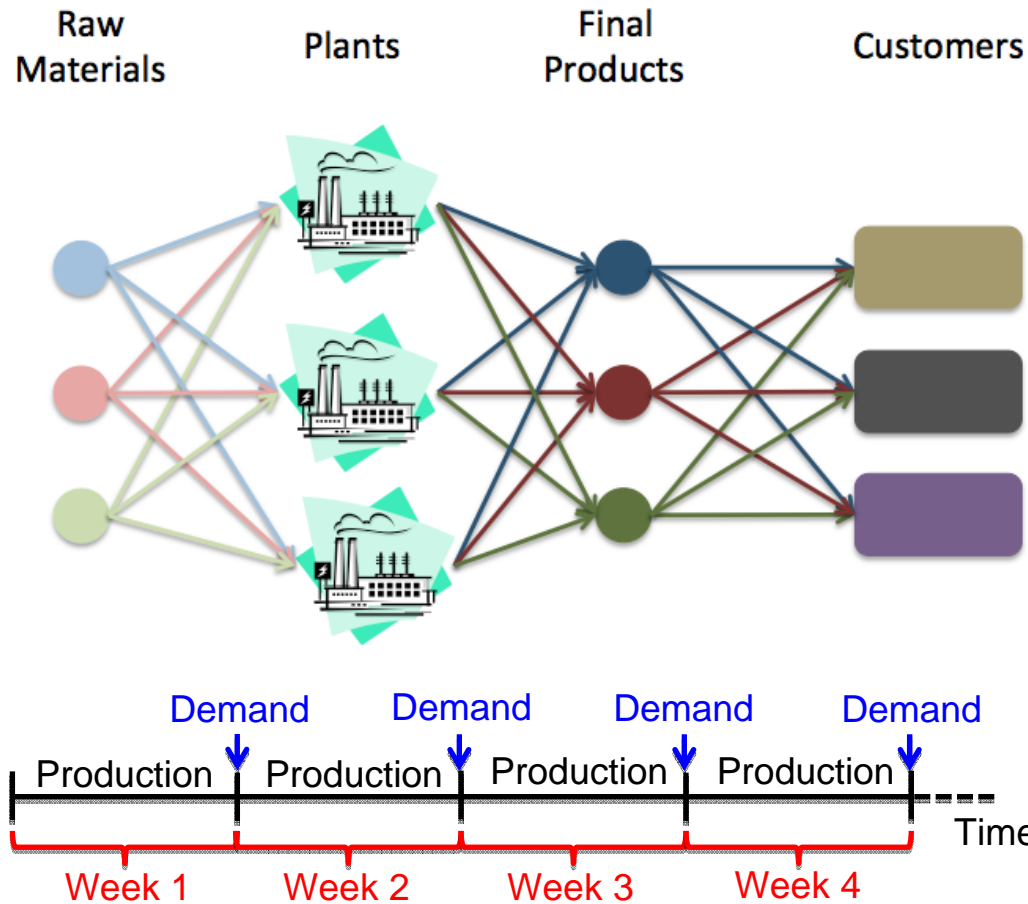 Raw
Materials
Plants
Final
Products
Customers
Demand
Demand
Demand
Demand
Production
Production
Production
Production
Time
Week 1
Week 2
Week 3
Week 4